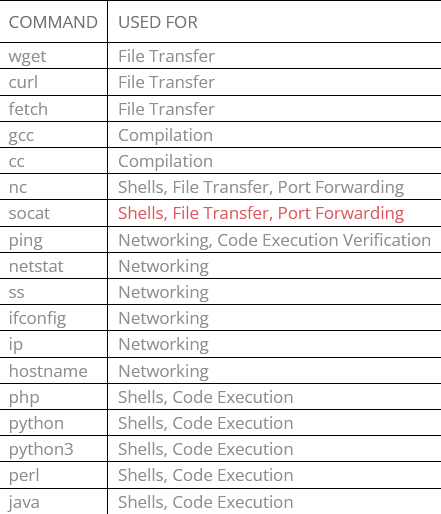 COMMAND USED FOR
wget File Transfer
curl File Transfer
fetch File Transfer
gcc Compilation
cc Compilation
nc Shells, File Transfer, Port Forwarding
socat Shells, File Transfer, Port Forwarding
ping Networking, Code Execution Verification
netstat Networking
ss Networking
ifconfig Networking
ip Networking
hostname Networking
php Shells, Code Execution
python Shells, Code Execution
python3 Shells, Code Execution
perl Shells, Code Execution
java Shells, Code Execution